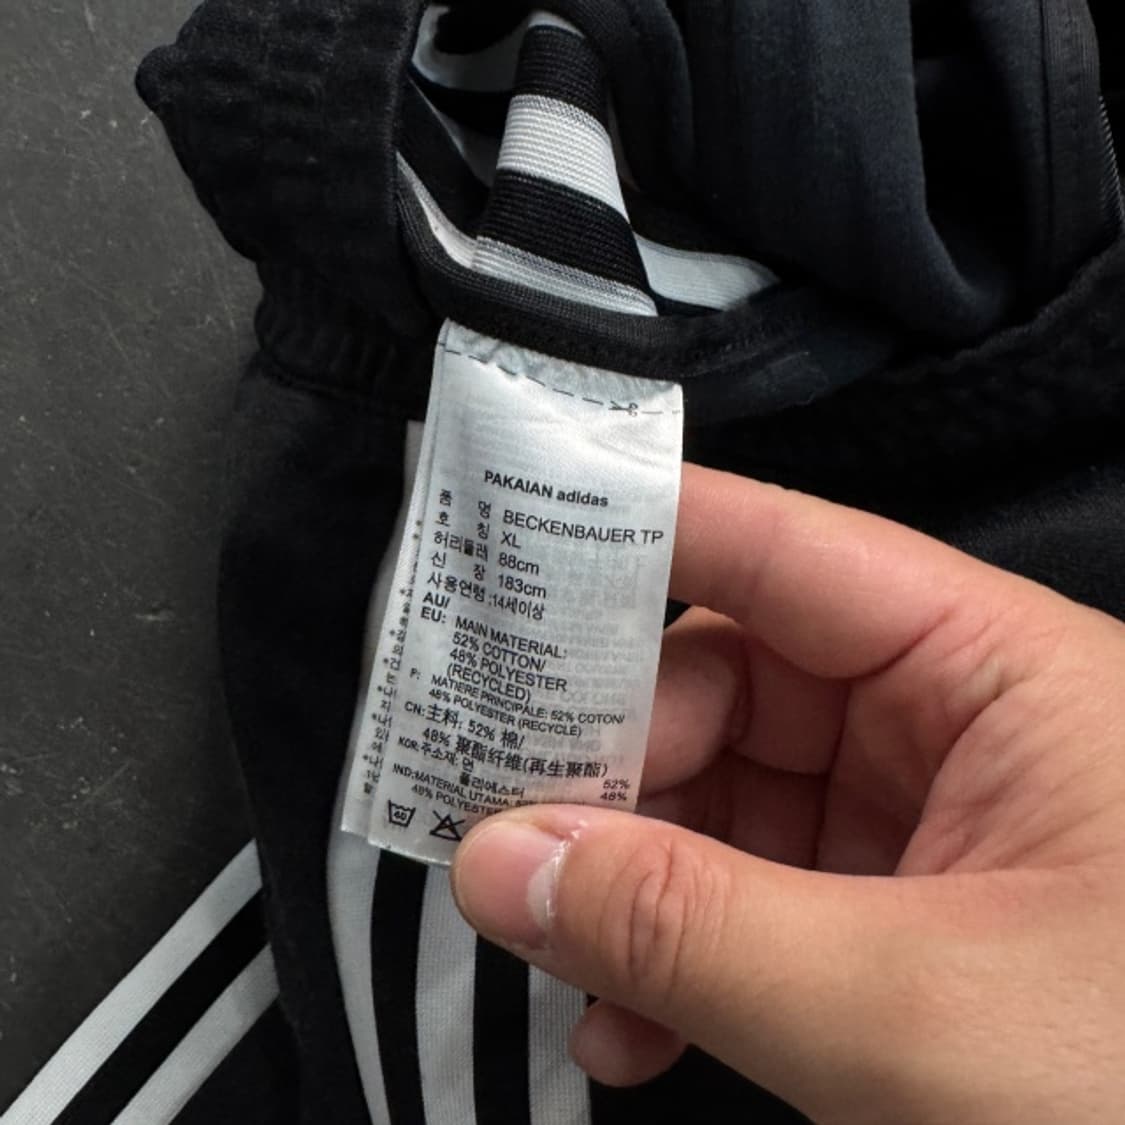 PAKAIAN adidas
품 명 BECKENBAUER TP
호 칭 XL
허리둘레 88cm
신 장 183cm
사용연령 :14세이상
AU/
EU: MAIN MATERIAL:
52% COTTON/
48% POLYESTER
(RECYCLED)
F: MATIERE PRINCIPALE: 52% COTON/
48% POLYESTER (RECYCLE)
CN: 主料: 52% 棉/
48% 聚酯纤维(再生聚酯)
KOR: 주소재: 면 52%
폴리에스터 48%
IND:MATERIAL UTAMA:
48% POLYESTER
40